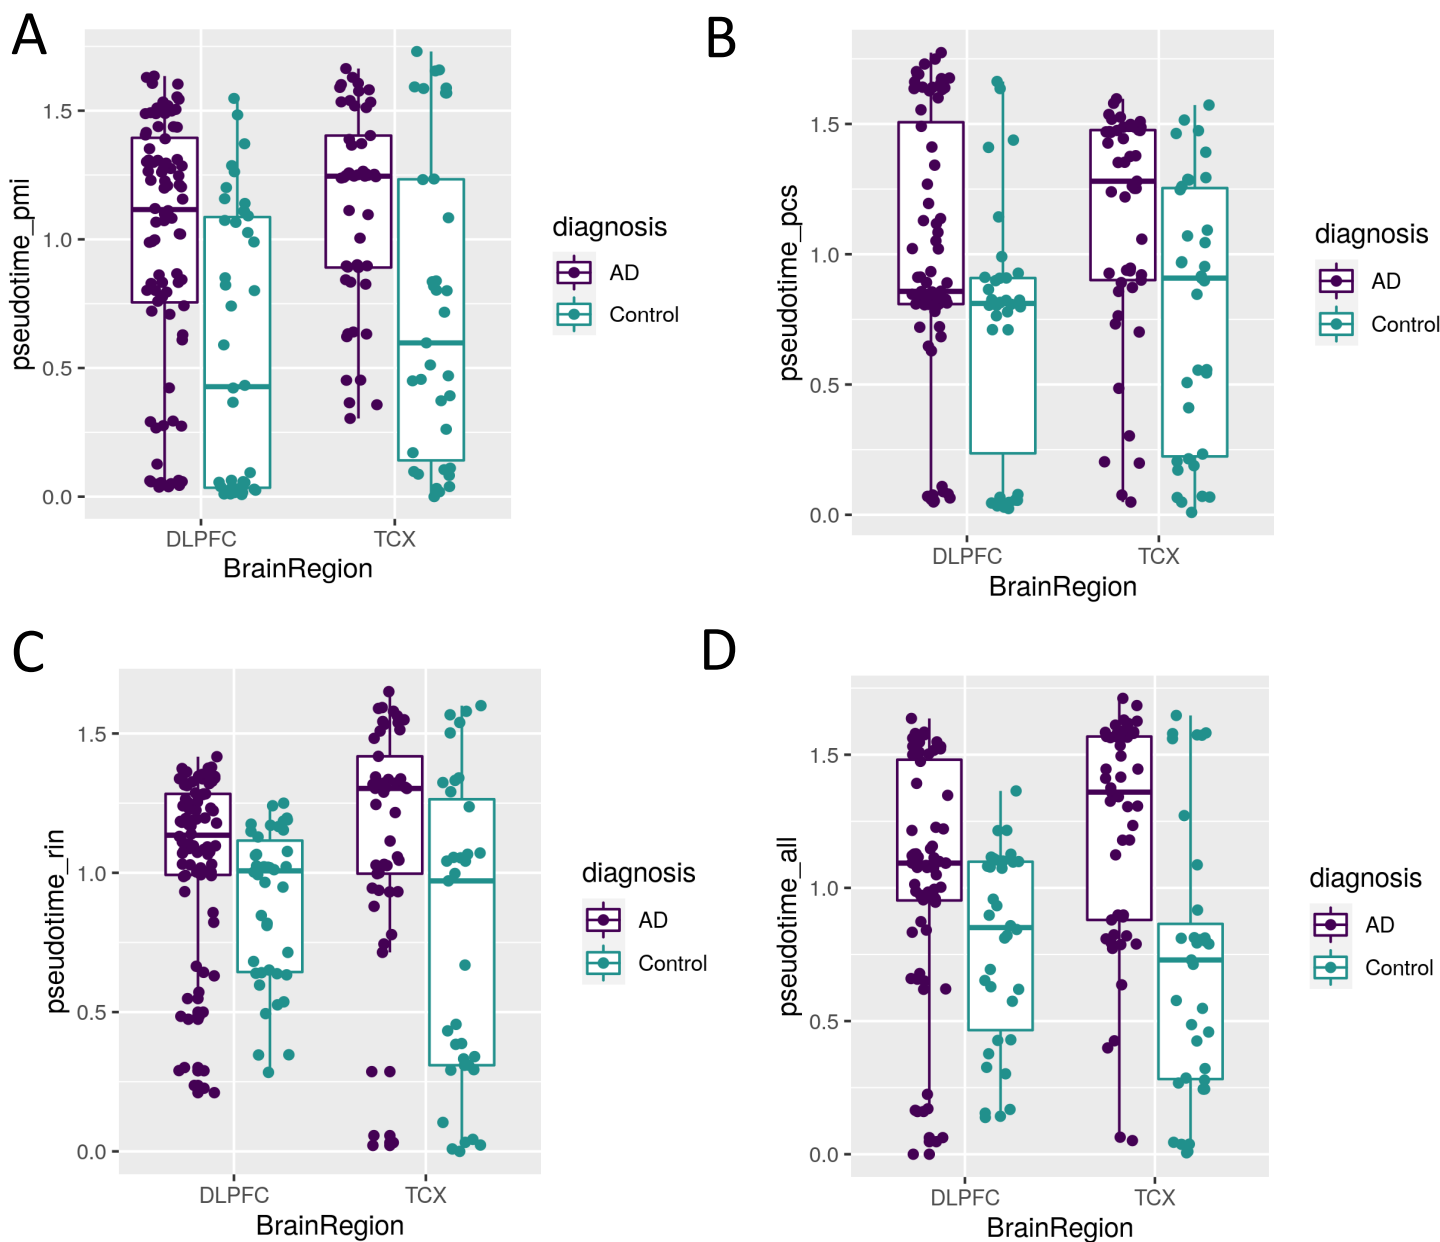 A
pseudotime_pmi
1.5
1.0
0.5
0.0
DLPFC TCX
BrainRegion
diagnosis
AD
Control
B
pseudotime_pcs
1.5
1.0
0.5
0.0
DLPFC TCX
BrainRegion
diagnosis
AD
Control
C
pseudotime_rin
1.5
1.0
0.5
0.0
DLPFC TCX
BrainRegion
diagnosis
AD
Control
D
pseudotime_all
1.5
1.0
0.5
0.0
DLPFC TCX
BrainRegion
diagnosis
AD
Control